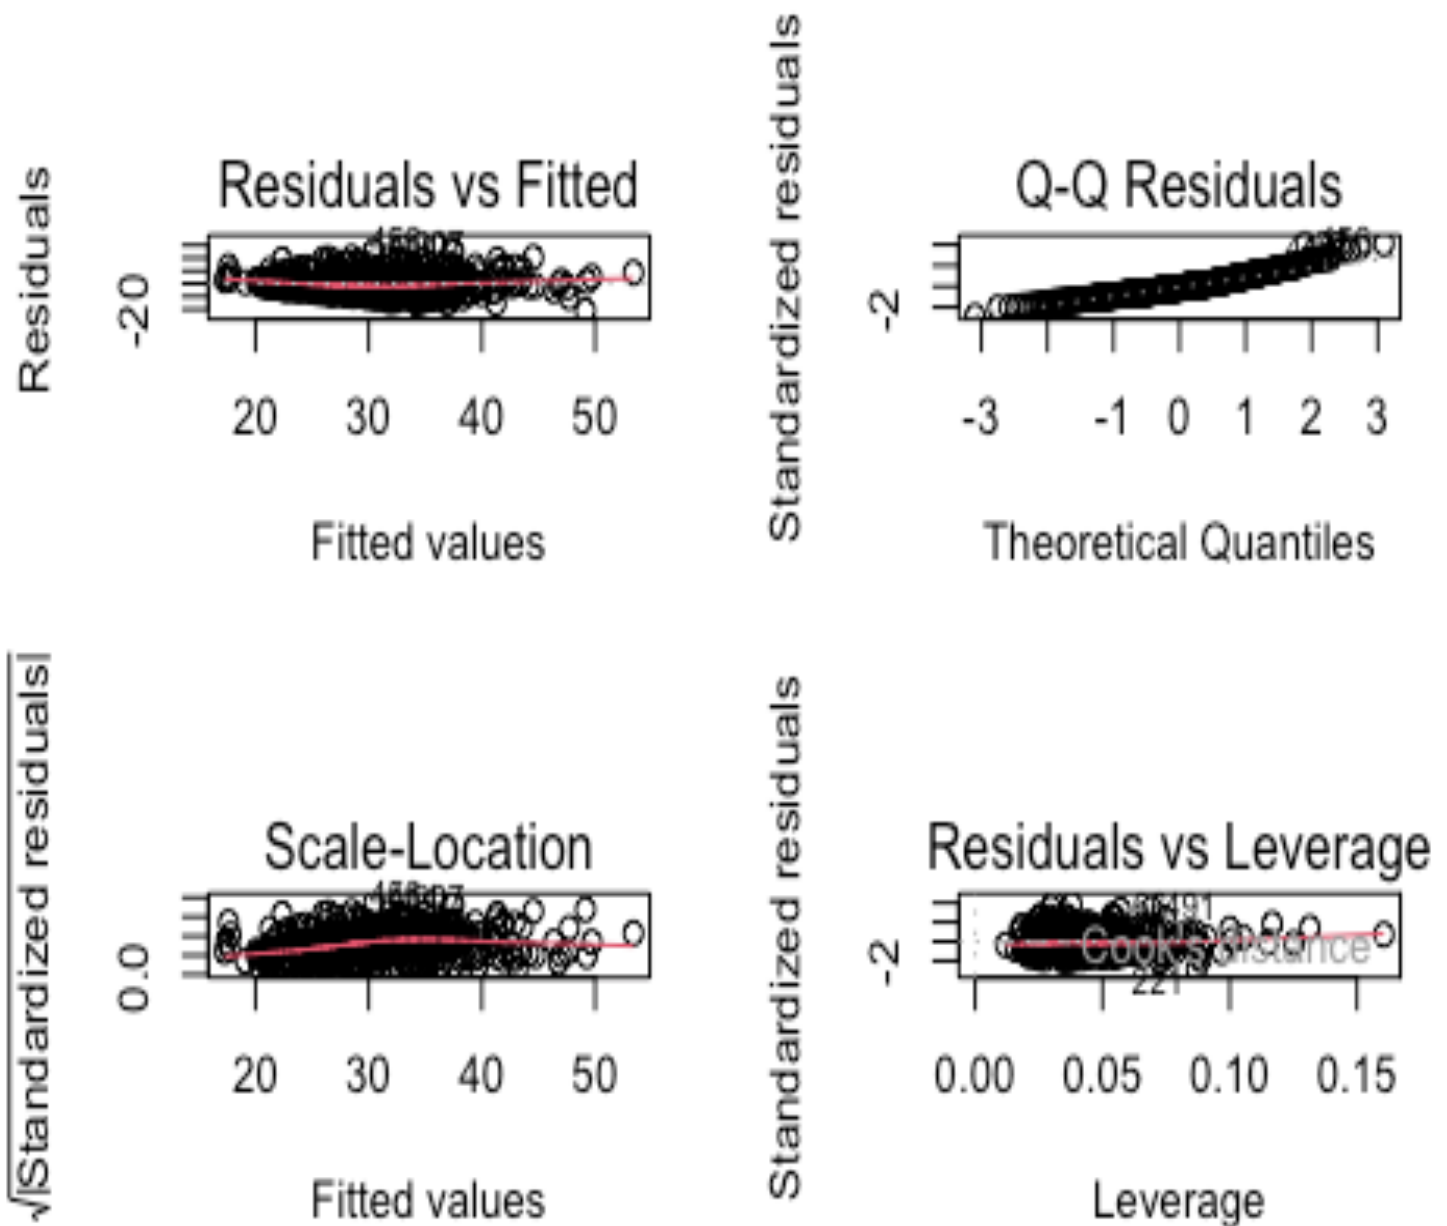 Residuals vs Fitted
Residuals
-20
20 30 40 50
Fitted values
Q-Q Residuals
Standardized residuals
-2
-3 -1 0 1 2 3
Theoretical Quantiles
Scale-Location
√|Standardized residuals|
0.0
20 30 40 50
Fitted values
Residuals vs Leverage
Standardized residuals
-2
Cook's distance
221
0.00 0.05 0.10 0.15
Leverage